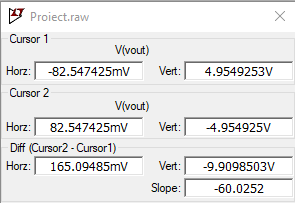 Project.raw
Cursor 1
V(vout)
Horz: -82.547425mV Vert: 4.9549253V
Cursor 2
V(vout)
Horz: 82.547425mV Vert: -4.954925V
Diff (Cursor2 - Cursor1)
Horz: 165.09485mV Vert: -9.9098503V
Slope: -60.0252